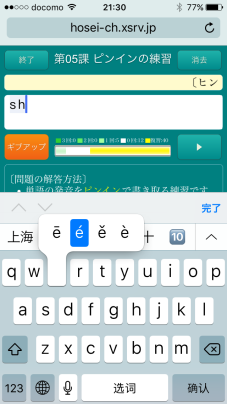 docomo 21:30 77%
hosei-ch.xsrv.jp
終了 第05課 ピンインの練習 消去
〔ヒン
sh
ギブアップ
〔問題の解答方法〕
• 単語の発音をピンインで書き取る練習です
完了
上海 ē é ě è 十 🔟
q w r t y u i o p
a s d f g h j k l
z x c v b n m
123 选词 确认